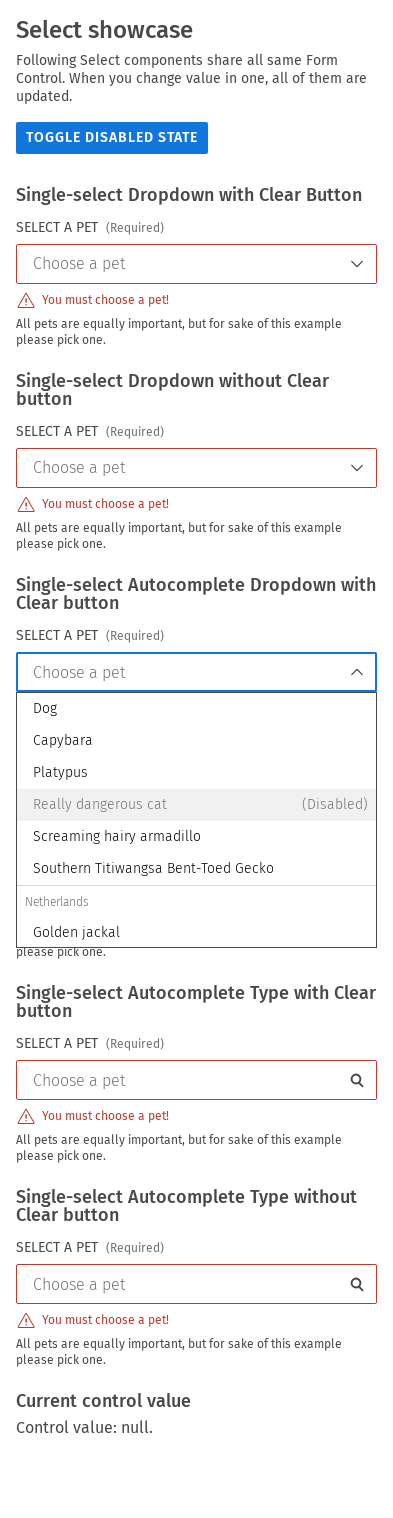 Select showcase
Following Select components share all same Form
Control. When you change value in one, all of them are
updated.
TOGGLE DISABLED STATE
Single-select Dropdown with Clear Button
SELECT A PET (Required)
Choose a pet
You must choose a pet!
All pets are equally important, but for sake of this example
please pick one.
Single-select Dropdown without Clear
button
SELECT A PET (Required)
Choose a pet
You must choose a pet!
All pets are equally important, but for sake of this example
please pick one.
Single-select Autocomplete Dropdown with
Clear button
SELECT A PET (Required)
Choose a pet
Dog
Capybara
Platypus
Really dangerous cat (Disabled)
Screaming hairy armadillo
Southern Titiwangsa Bent-Toed Gecko
Netherlands
Golden jackal
please pick one.
Single-select Autocomplete Type with Clear
button
SELECT A PET (Required)
Choose a pet
You must choose a pet!
All pets are equally important, but for sake of this example
please pick one.
Single-select Autocomplete Type without
Clear button
SELECT A PET (Required)
Choose a pet
You must choose a pet!
All pets are equally important, but for sake of this example
please pick one.
Current control value
Control value: null.